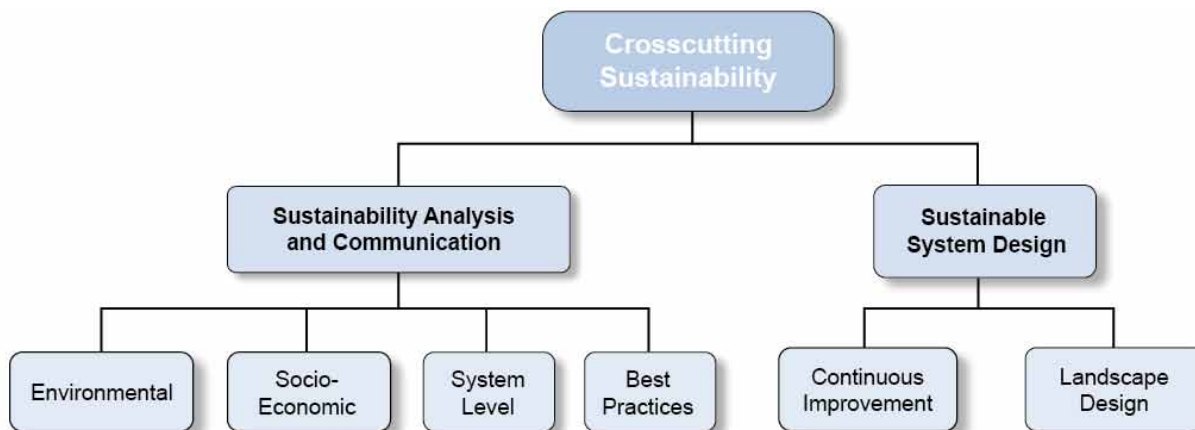 Crosscutting
Sustainability
Sustainability Analysis
and Communication
Sustainable
System Design
Environmental
Socio-
Economic
System
Level
Best
Practices
Continuous
Improvement
Landscape
Design